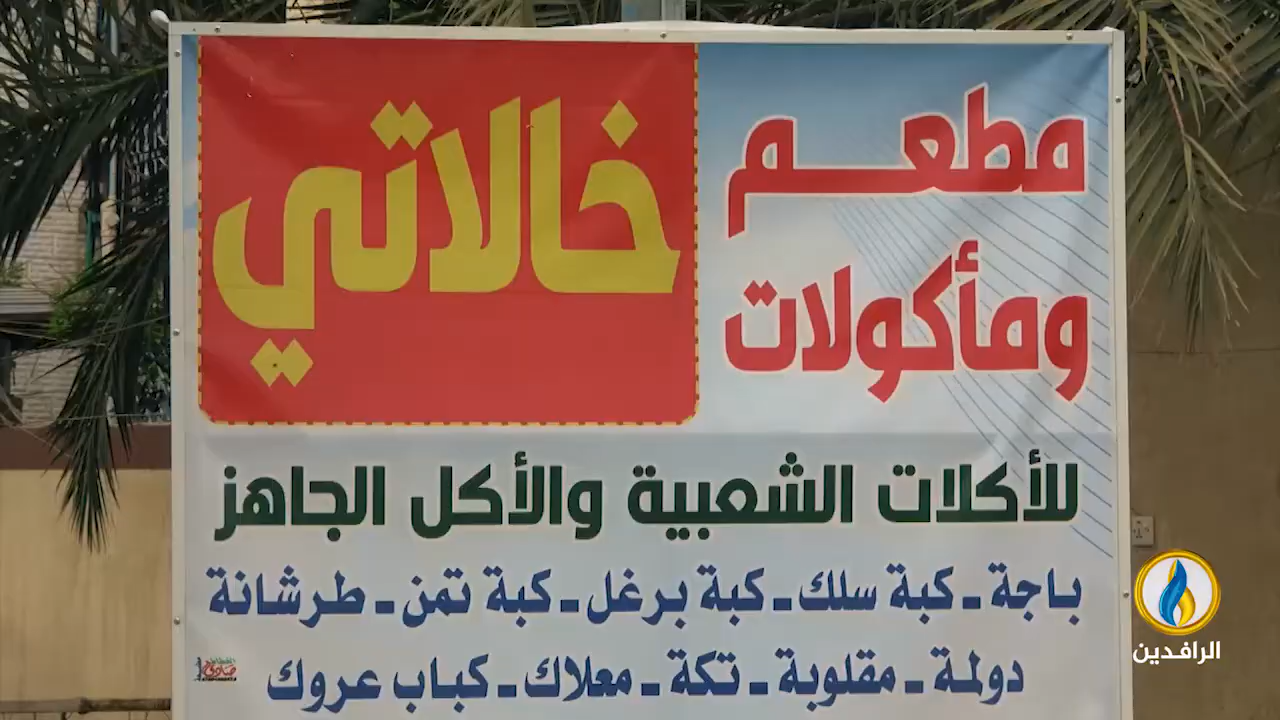 مطعم
ومأكولات
خالاتي
للأكلات الشعبية والأكل الجاهز
باجة - كبة سلك - كبة برغل - كبة تمن - طرشانة
دولمة - مقلوبة - تكة - معلاك - كباب عروك
الرافدين